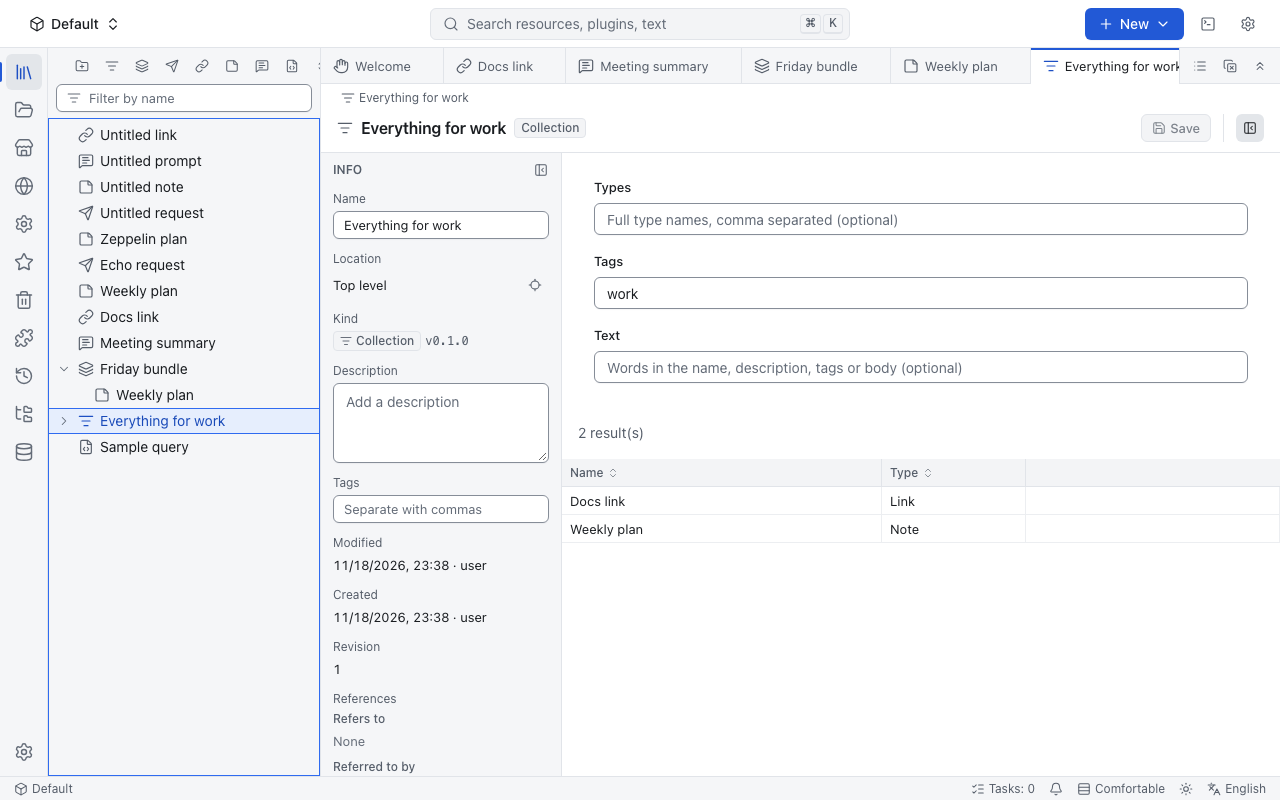 Default
Search resources, plugins, text
⌘ K
New
Filter by name
Untitled link
Untitled prompt
Untitled note
Untitled request
Zeppelin plan
Echo request
Weekly plan
Docs link
Meeting summary
Friday bundle
Weekly plan
Everything for work
Sample query
Welcome
Docs link
Meeting summary
Friday bundle
Weekly plan
Everything for work
Everything for work
Everything for work
Collection
Save
INFO
Name
Everything for work
Location
Top level
Kind
Collection v0.1.0
Description
Add a description
Tags
Separate with commas
Modified
11/18/2026, 23:38 · user
Created
11/18/2026, 23:38 · user
Revision
1
References
Refers to
None
Referred to by
Types
Full type names, comma separated (optional)
Tags
work
Text
Words in the name, description, tags or body (optional)
2 result(s)
Name Type
Docs link Link
Weekly plan Note
Default
Tasks: 0
Comfortable
English